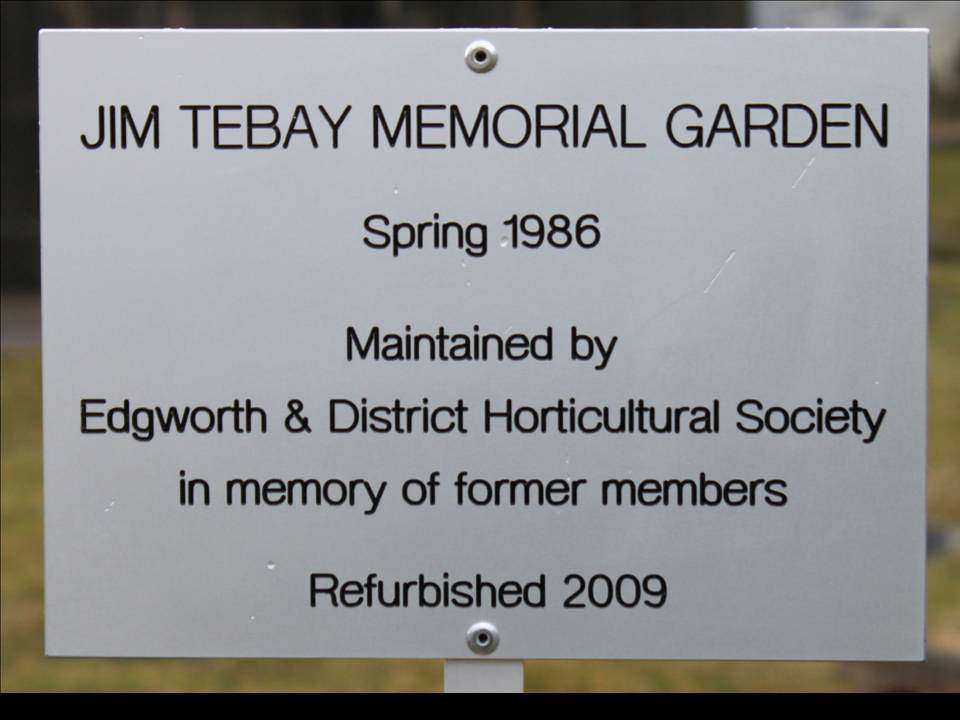 JIM TEBAY MEMORIAL GARDEN
Spring 1986
Maintained by
Edgworth & District Horticultural Society
in memory of former members
Refurbished 2009